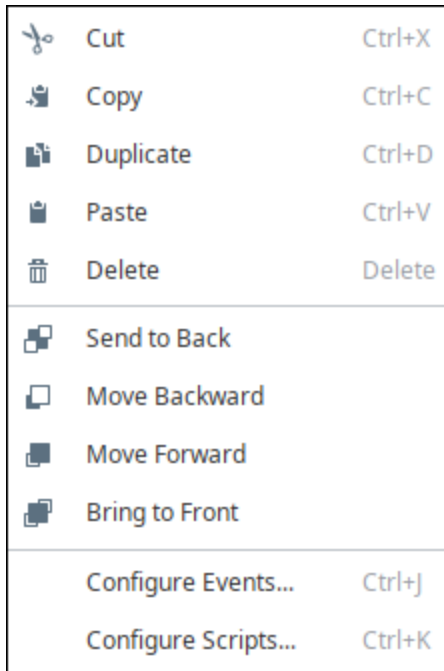 Cut Ctrl+X
Copy Ctrl+C
Duplicate Ctrl+D
Paste Ctrl+V
Delete Delete
Send to Back
Move Backward
Move Forward
Bring to Front
Configure Events... Ctrl+J
Configure Scripts... Ctrl+K